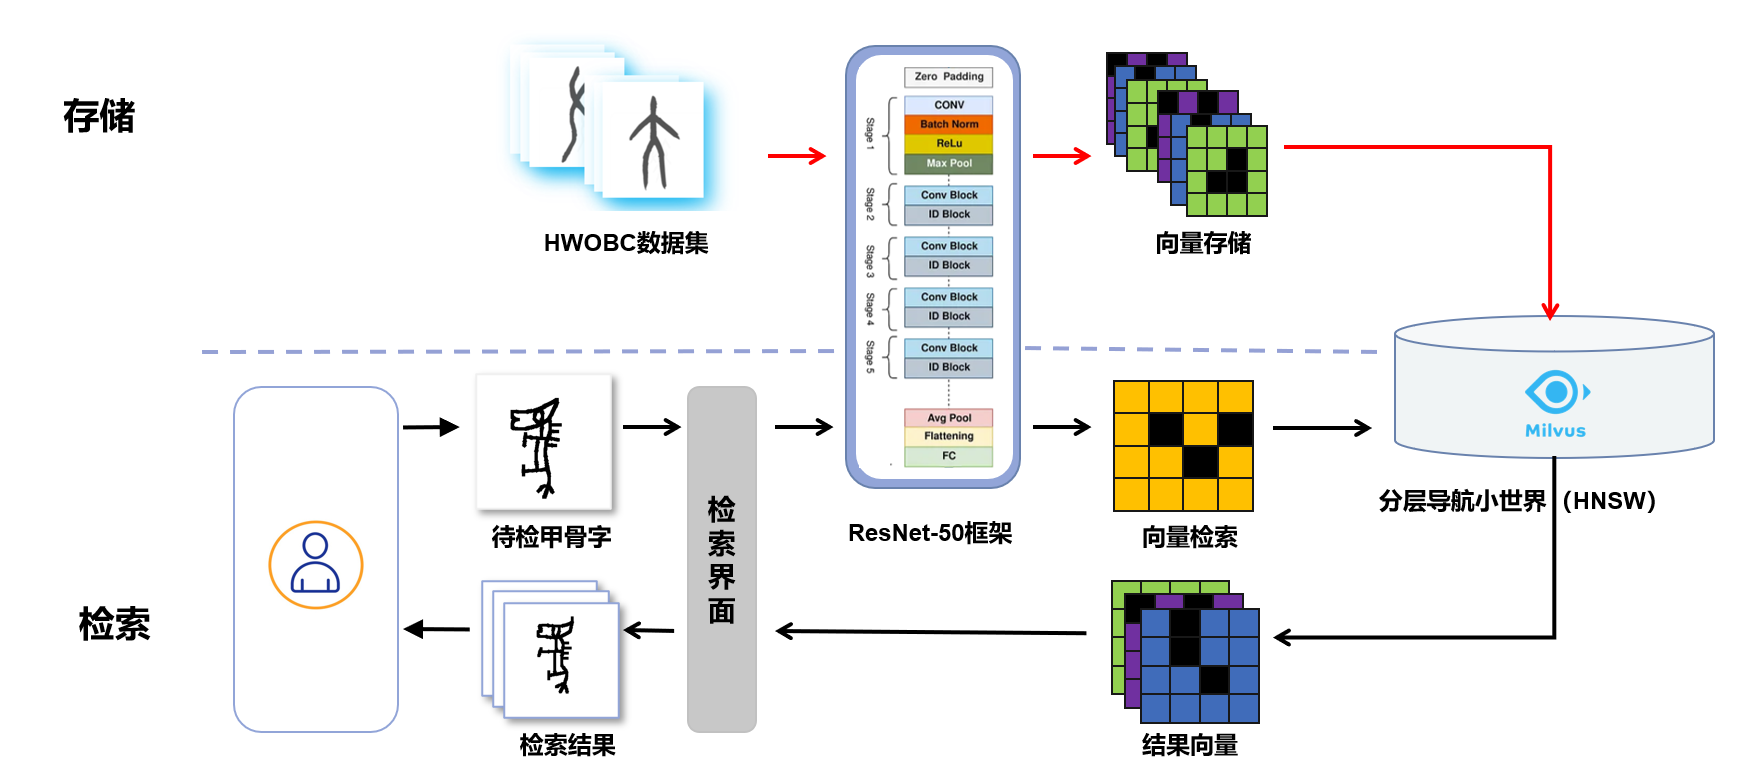 存储
HWOBC数据集
Zero Padding
Stage 1
CONV
Batch Norm
ReLu
Max Pool
Stage 2
Conv Block
ID Block
Stage 3
Conv Block
ID Block
Stage 4
Conv Block
ID Block
Stage 5
Conv Block
ID Block
Avg Pool
Flattening
FC
ResNet-50框架
向量存储
Milvus
分层导航小世界（HNSW）
检索
待检甲骨字
检索界面
向量检索
检索结果
结果向量